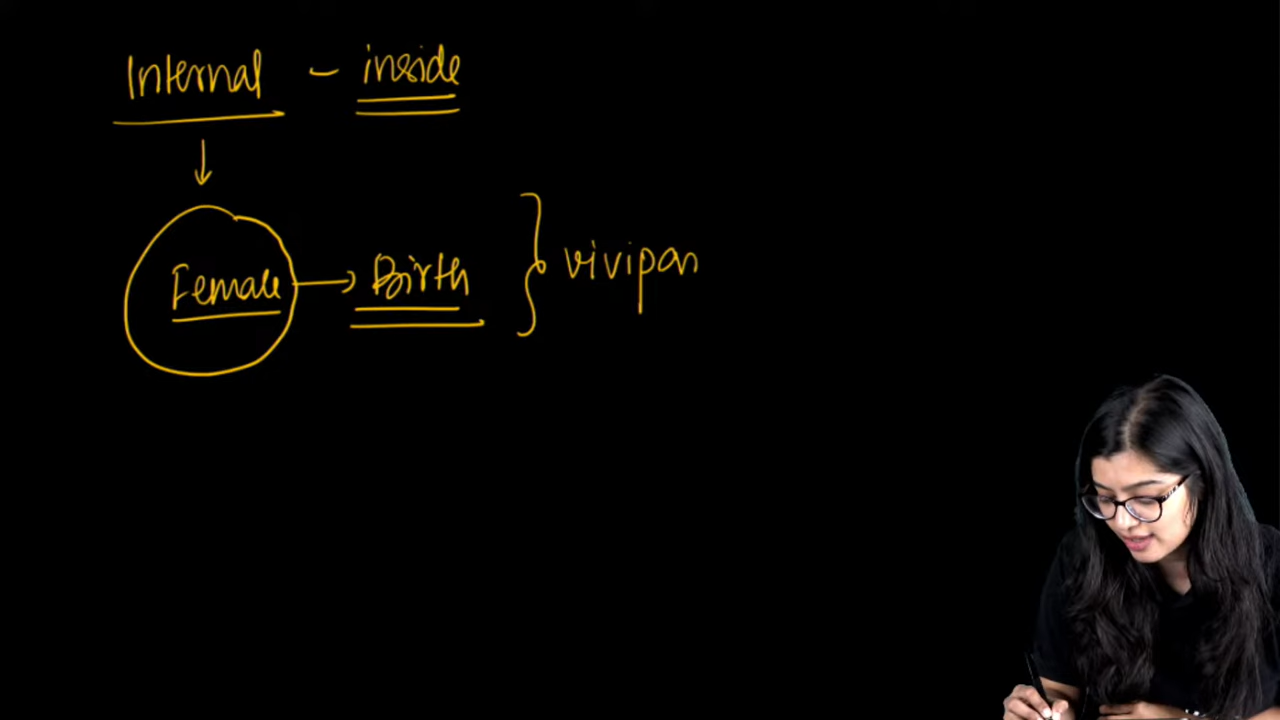 Internal - inside
Female → Birth } vivipar